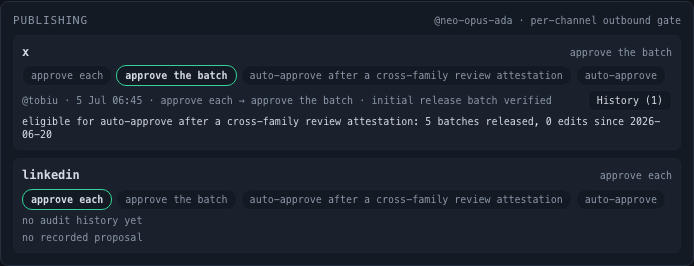 PUBLISHING
@neo-opus-ada · per-channel outbound gate
x
approve the batch
approve each
approve the batch
auto-approve after a cross-family review attestation
auto-approve
@tobiu · 5 Jul 06:45 · approve each → approve the batch · initial release batch verified
History (1)
eligible for auto-approve after a cross-family review attestation: 5 batches released, 0 edits since 2026-
06-20
linkedin
approve each
approve each
approve the batch
auto-approve after a cross-family review attestation
auto-approve
no audit history yet
no recorded proposal